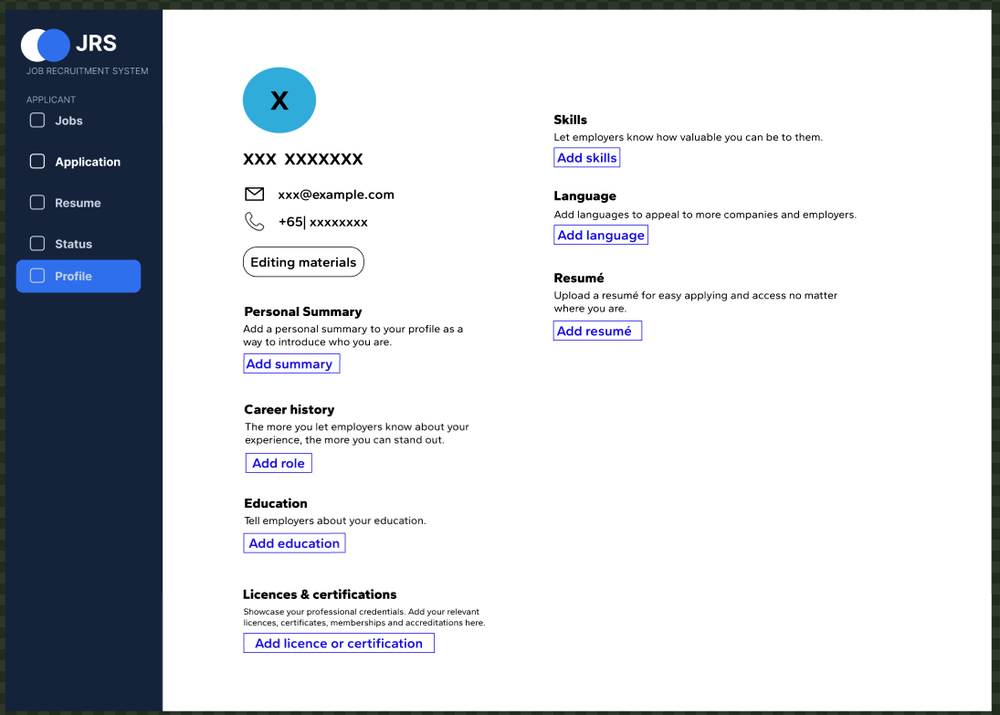 JRS
JOB RECRUITMENT SYSTEM
APPLICANT
Jobs
Application
Resume
Status
Profile
X
XXX XXXXXXX
xxx@example.com
+65| xxxxxxxx
Editing materials
Personal Summary
Add a personal summary to your profile as a
way to introduce who you are.
Add summary
Career history
The more you let employers know about your
experience, the more you can stand out.
Add role
Education
Tell employers about your education.
Add education
Licences & certifications
Showcase your professional credentials. Add your relevant
licences, certificates, memberships and accreditations here.
Add licence or certification
Skills
Let employers know how valuable you can be to them.
Add skills
Language
Add languages to appeal to more companies and employers.
Add language
Resumé
Upload a resumé for easy applying and access no matter
where you are.
Add resumé